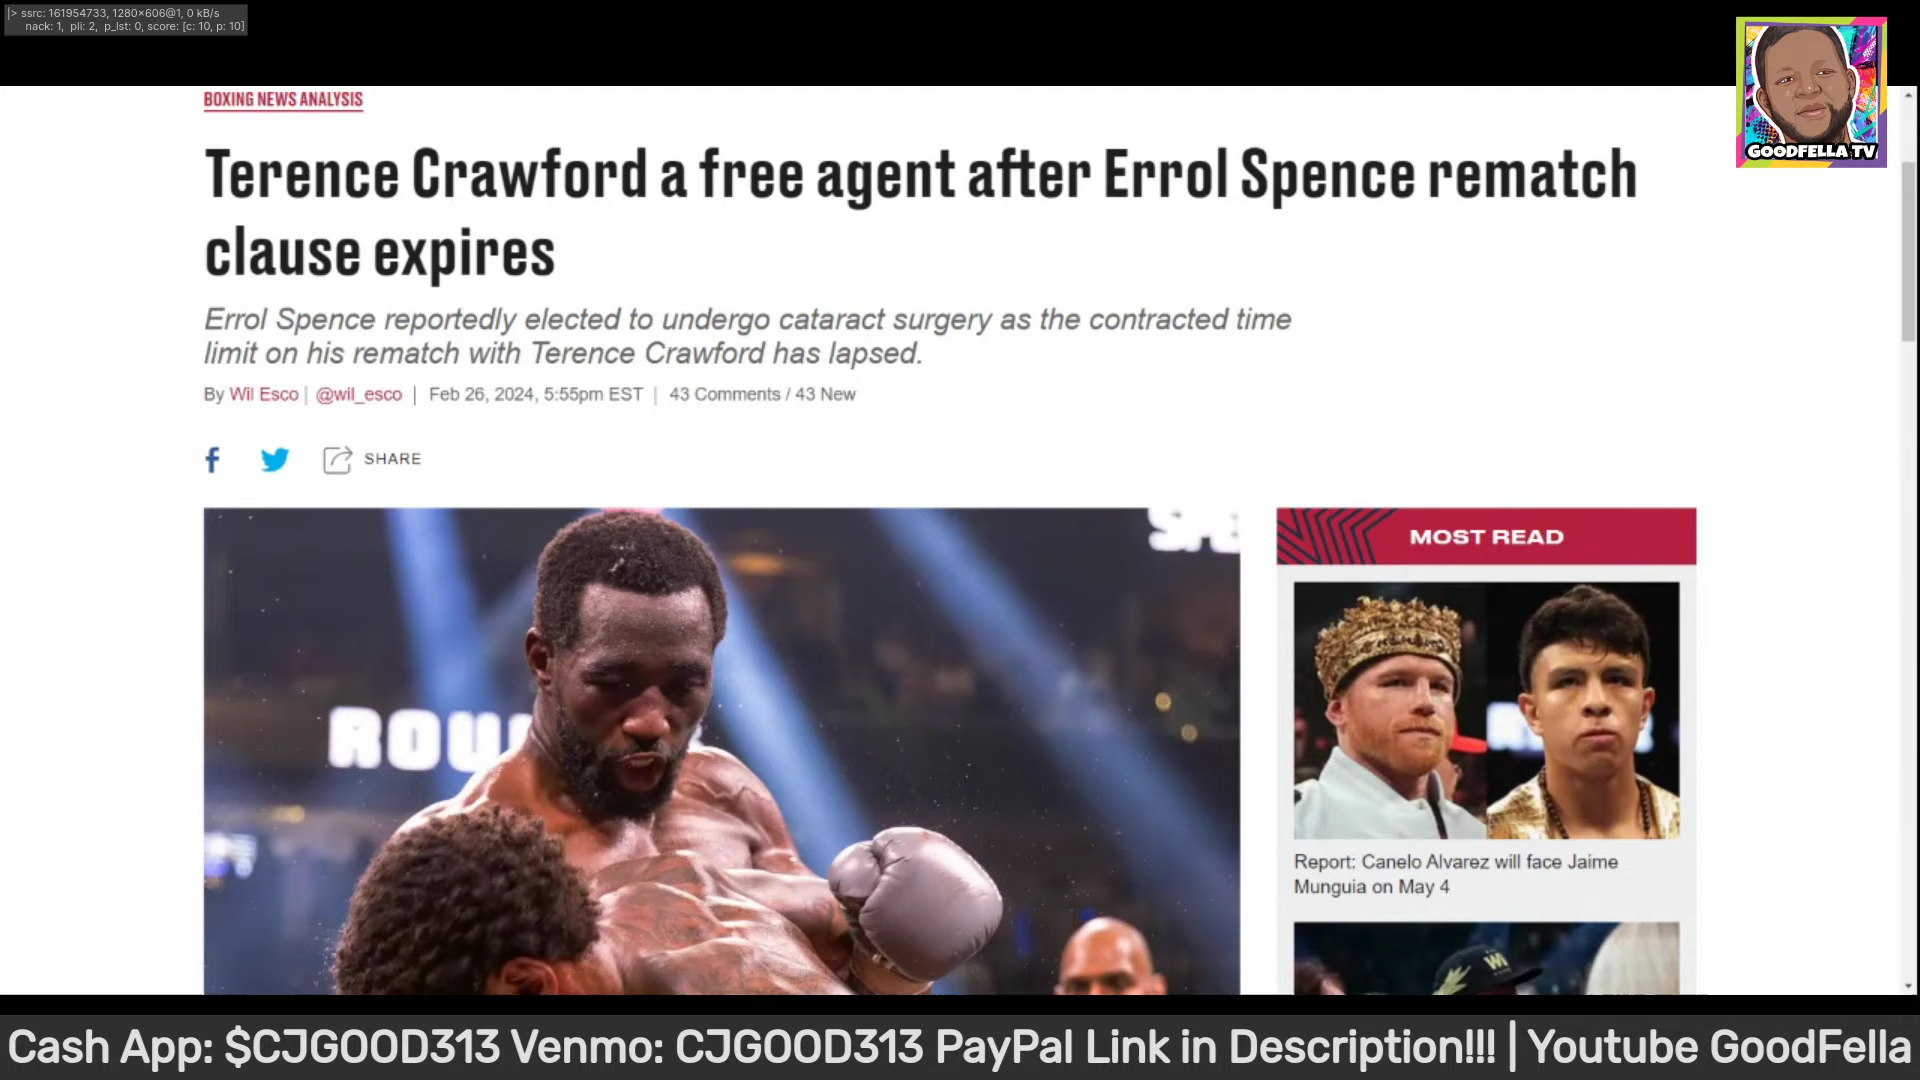 |> ssrc: 161954733, 1280×606@1, 0 kB/s
nack: 1, pli: 2, p_lst: 0, score: [c: 10, p: 10]
GOODFELLA TV
BOXING NEWS ANALYSIS
Terence Crawford a free agent after Errol Spence rematch
clause expires
Errol Spence reportedly elected to undergo cataract surgery as the contracted time
limit on his rematch with Terence Crawford has lapsed.
By Wil Esco | @wil_esco | Feb 26, 2024, 5:55pm EST | 43 Comments / 43 New
SHARE
ROU
MOST READ
Report: Canelo Alvarez will face Jaime
Munguia on May 4
Cash App: $CJGOOD313 Venmo: CJGOOD313 PayPal Link in Description!!! | Youtube GoodFella